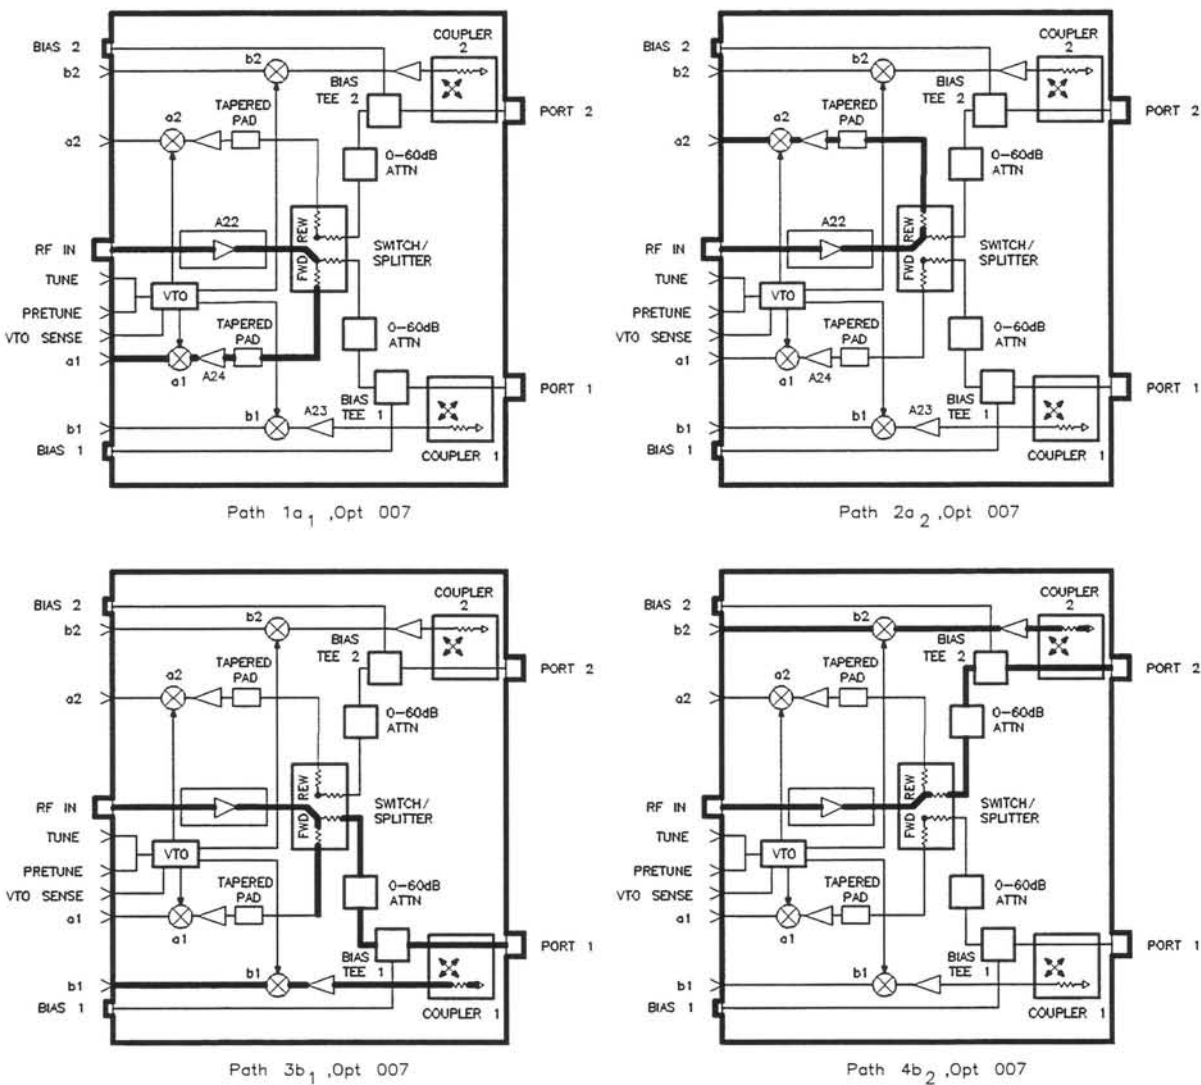 COUPLER
2
BIAS 2
b2
b2
BIAS
TEE 2
PORT 2
TAPERED
PAD
a2
a2
0-60dB
ATTN
A22
REW
FWD
RF IN
SWITCH/
SPLITTER
TUNE
VTO
PRETUNE
VTO SENSE
TAPERED
PAD
0-60dB
ATTN
a1
a1
A24
BIAS
TEE 1
PORT 1
b1
A23
b1
BIAS 1
COUPLER 1
Path 1a1 ,Opt 007
COUPLER
2
BIAS 2
b2
b2
BIAS
TEE 2
PORT 2
TAPERED
PAD
a2
a2
0-60dB
ATTN
A22
REW
FWD
RF IN
SWITCH/
SPLITTER
TUNE
VTO
PRETUNE
VTO SENSE
TAPERED
PAD
0-60dB
ATTN
a1
a1
A24
BIAS
TEE 1
PORT 1
b1
A23
b1
BIAS 1
COUPLER 1
Path 2a2 ,Opt 007
COUPLER
2
BIAS 2
b2
b2
BIAS
TEE 2
PORT 2
TAPERED
PAD
a2
a2
0-60dB
ATTN
REW
FWD
RF IN
SWITCH/
SPLITTER
TUNE
VTO
PRETUNE
VTO SENSE
TAPERED
PAD
0-60dB
ATTN
a1
a1
BIAS
TEE 1
PORT 1
b1
b1
BIAS 1
COUPLER 1
Path 3b1 ,Opt 007
COUPLER
2
BIAS 2
b2
b2
BIAS
TEE 2
PORT 2
TAPERED
PAD
a2
a2
0-60dB
ATTN
REW
FWD
RF IN
SWITCH/
SPLITTER
TUNE
VTO
PRETUNE
VTO SENSE
TAPERED
PAD
0-60dB
ATTN
a1
a1
BIAS
TEE 1
PORT 1
b1
b1
BIAS 1
COUPLER 1
Path 4b2 ,Opt 007